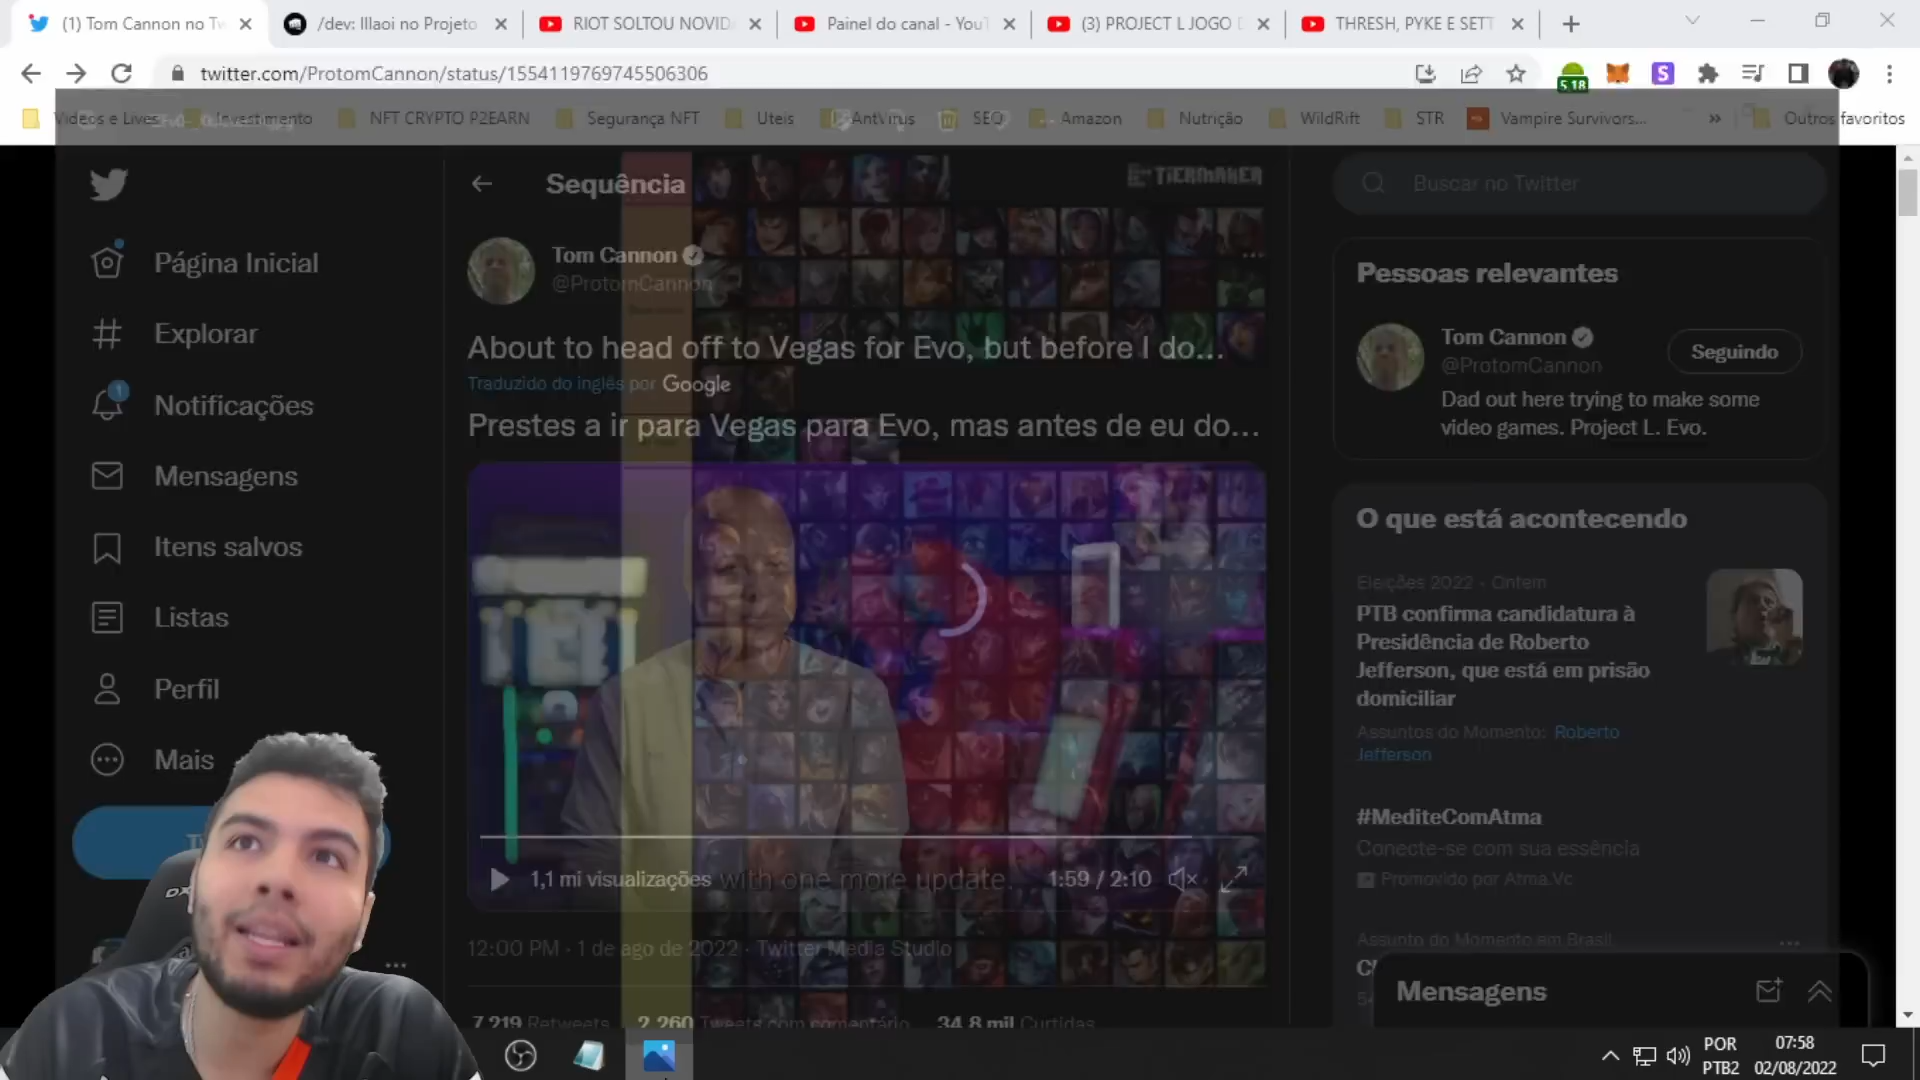 (1) Tom Cannon no Tw
/dev: Illaoi no Projeto
RIOT SOLTOU NOVID
Painel do canal - YouT
(3) PROJECT L JOGO D
THRESH, PYKE E SETT
twitter.com/ProtomCannon/status/1554119769745506306
5.18
Videos e Lives
Investimento
NFT CRYPTO P2EARN
Segurança NFT
Uteis
Antivirus
SEO
Amazon
Nutrição
WildRift
STR
Vampire Survivors...
»
Outros favoritos
Sequência
TIERMAKER
Buscar no Twitter
Página Inicial
Explorar
1
Notificações
Mensagens
Itens salvos
Listas
Perfil
Mais
Tom Cannon
@ProtomCannon
About to head off to Vegas for Evo, but before I do...
Traduzido do inglês por Google
Prestes a ir para Vegas para Evo, mas antes de eu do...
1,1 mi visualizações
with one more update.
1:59 / 2:10
12:00 PM · 1 de ago de 2022 · Twitter Media Studio
7.219 Retweets
2.260 Tweets com comentário
34,8 mil Curtidas
Pessoas relevantes
Tom Cannon
@ProtomCannon
Seguindo
Dad out here trying to make some
video games. Project L. Evo.
O que está acontecendo
Eleições 2022 · Ontem
PTB confirma candidatura à
Presidência de Roberto
Jefferson, que está em prisão
domiciliar
Assuntos do Momento: Roberto
Jefferson
#MediteComAtma
Conecte-se com sua essência
Promovido por Atma.Vc
Assunto do Momento em Brasil
Mensagens
DX
POR
PTB2
07:58
02/08/2022